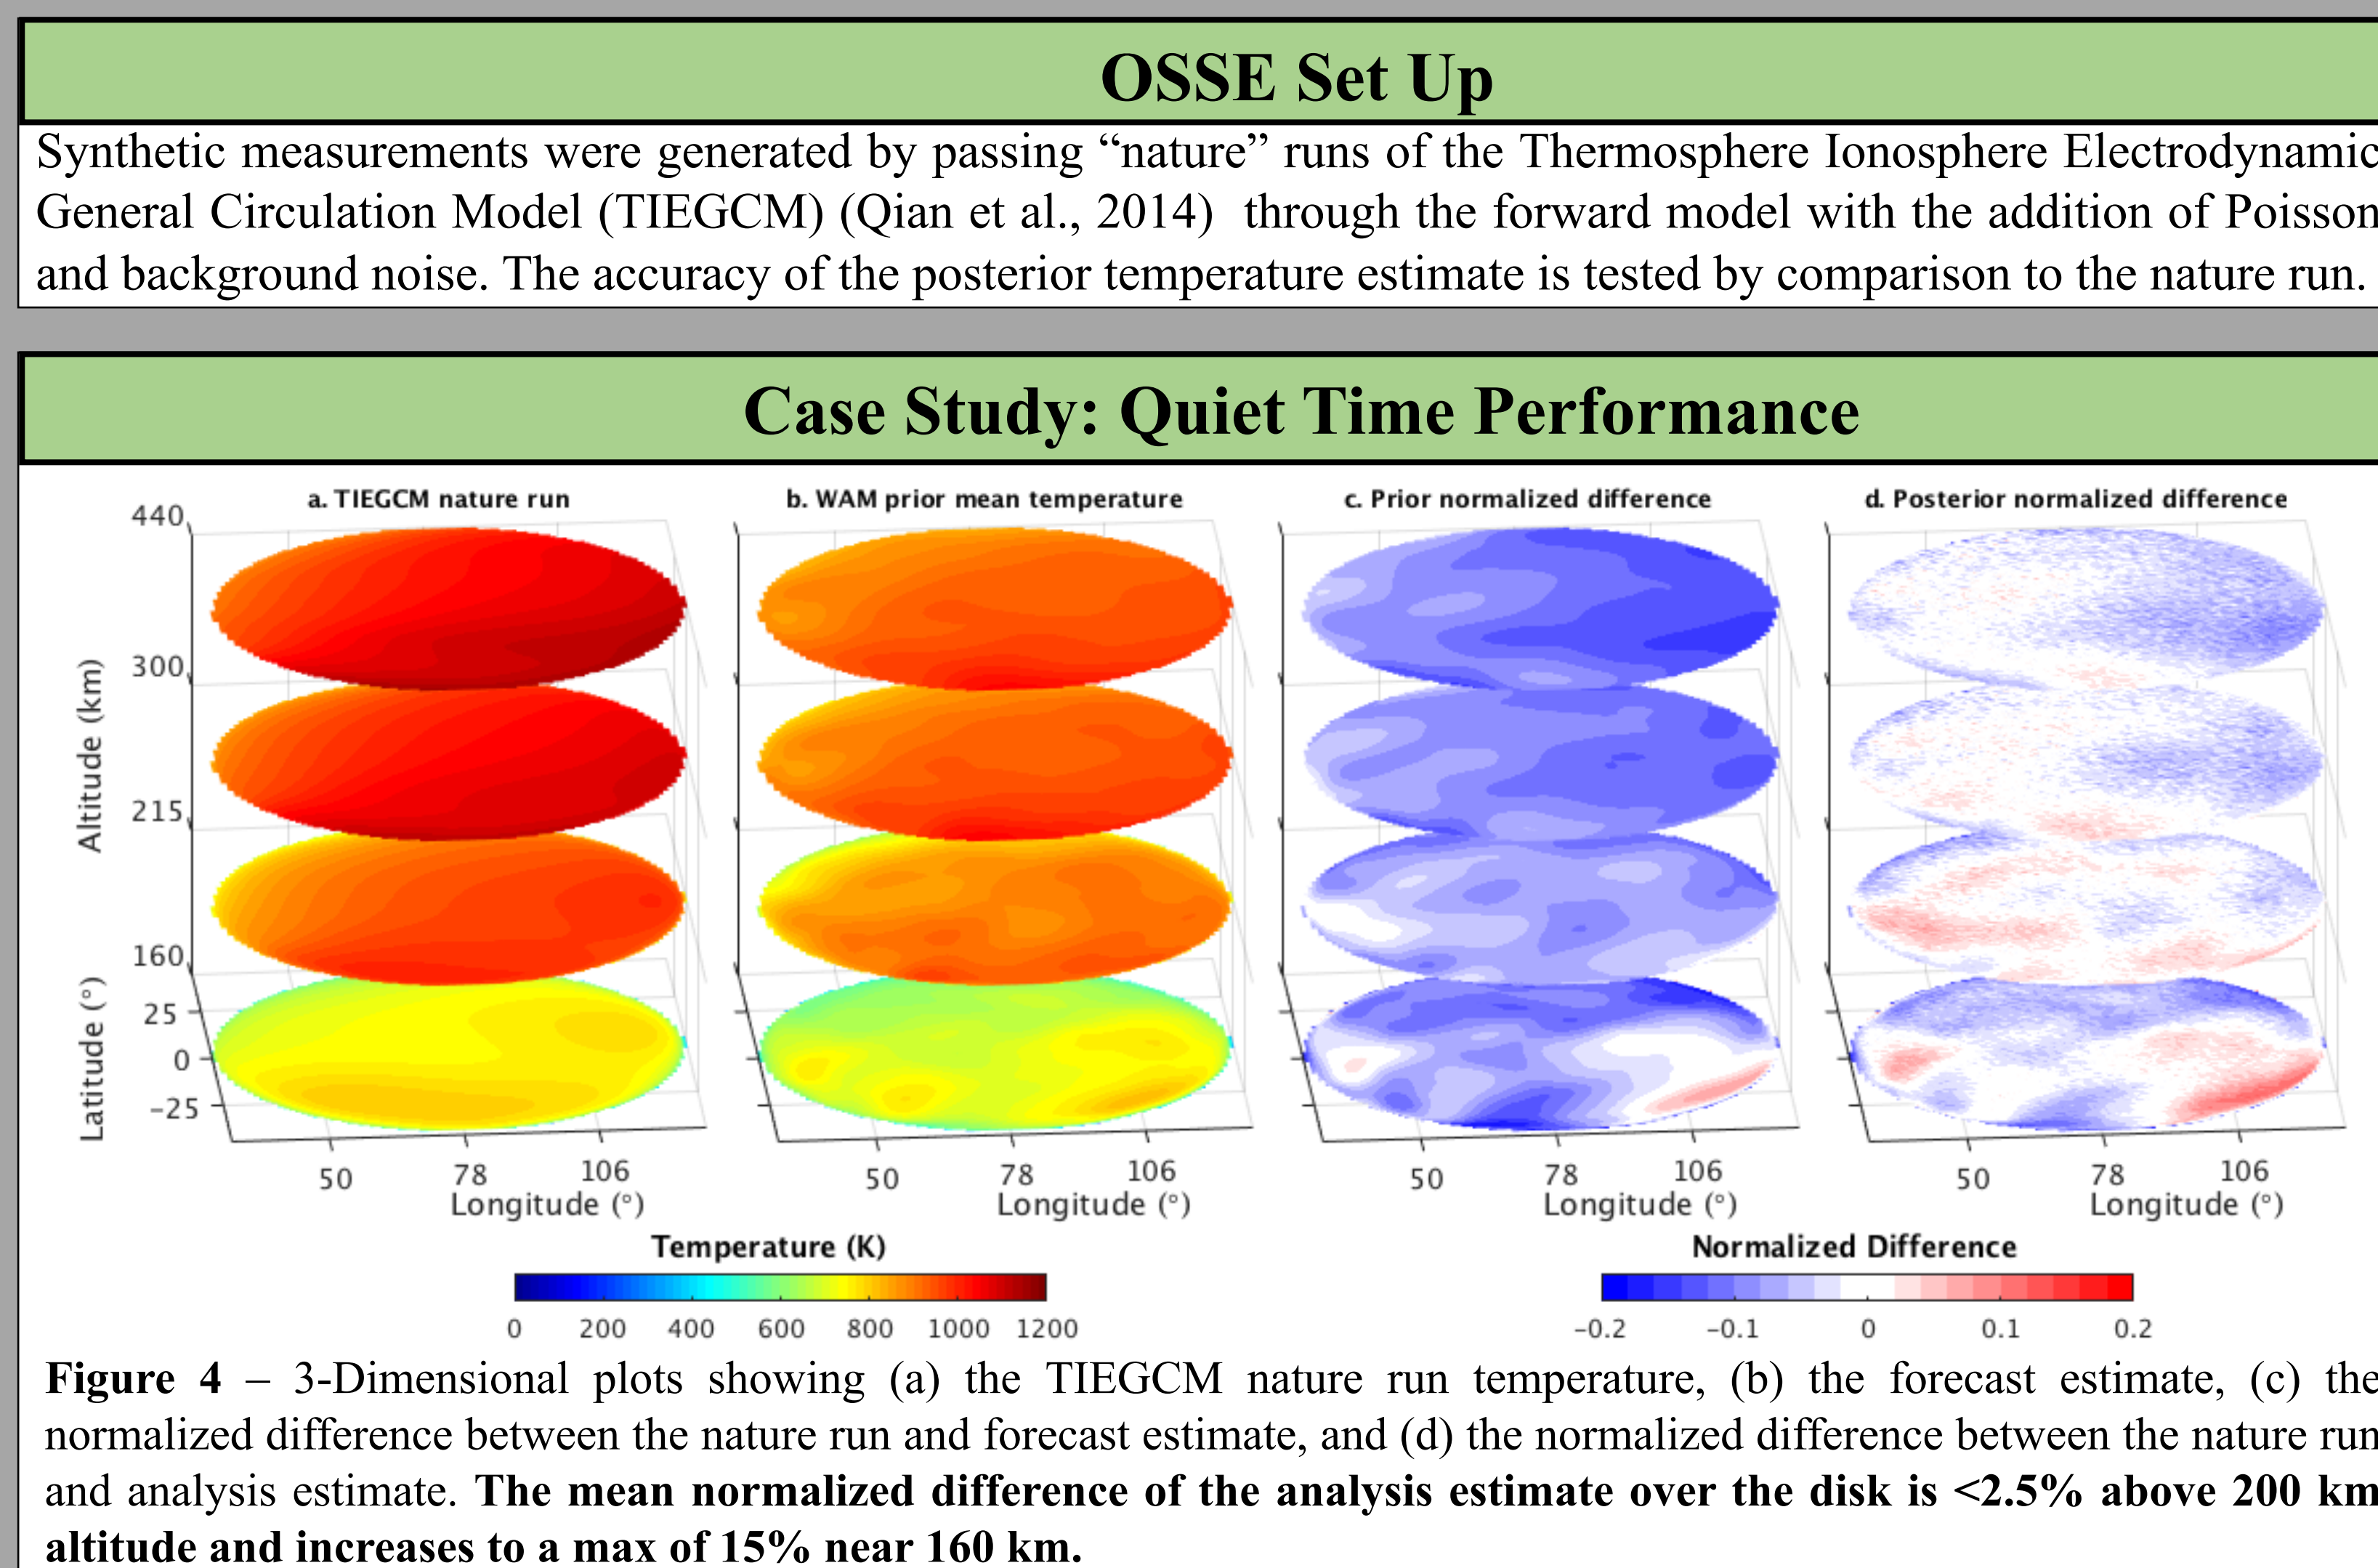 OSSE Set Up
Synthetic measurements were generated by passing “nature” runs of the Thermosphere Ionosphere Electrodynamic
General Circulation Model (TIEGCM) (Qian et al., 2014) through the forward model with the addition of Poisson
and background noise. The accuracy of the posterior temperature estimate is tested by comparison to the nature run.
Case Study: Quiet Time Performance
a. TIEGCM nature run
b. WAM prior mean temperature
c. Prior normalized difference
d. Posterior normalized difference
440
300
215
160
Altitude (km)
25
0
−25
Latitude (°)
50 78 106
Longitude (°)
50 78 106
Longitude (°)
50 78 106
Longitude (°)
50 78 106
Longitude (°)
Temperature (K)
0 200 400 600 800 1000 1200
Normalized Difference
−0.2 −0.1 0 0.1 0.2
Figure 4 – 3-Dimensional plots showing (a) the TIEGCM nature run temperature, (b) the forecast estimate, (c) the
normalized difference between the nature run and forecast estimate, and (d) the normalized difference between the nature run
and analysis estimate. The mean normalized difference of the analysis estimate over the disk is <2.5% above 200 km
altitude and increases to a max of 15% near 160 km.